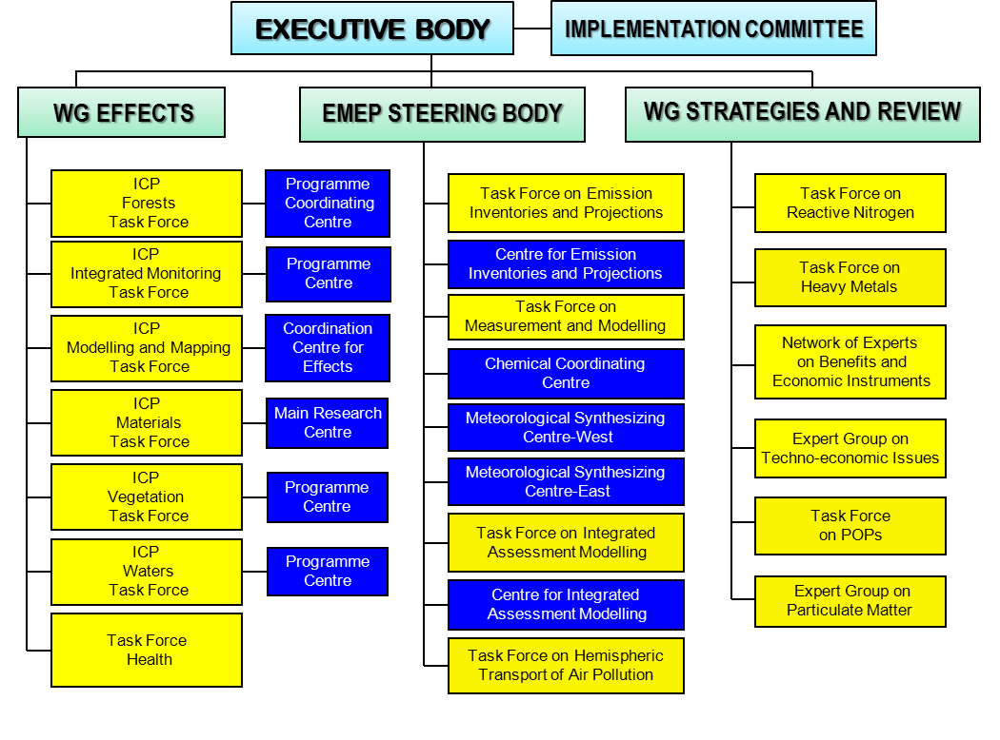 EXECUTIVE BODY
IMPLEMENTATION COMMITTEE
WG EFFECTS
EMEP STEERING BODY
WG STRATEGIES AND REVIEW
ICP
Forests
Task Force
Programme
Coordinating
Centre
ICP
Integrated Monitoring
Task Force
Programme
Centre
ICP
Modelling and Mapping
Task Force
Coordination
Centre for
Effects
ICP
Materials
Task Force
Main Research
Centre
ICP
Vegetation
Task Force
Programme
Centre
ICP
Waters
Task Force
Programme
Centre
Task Force
Health
Task Force on Emission
Inventories and Projections
Centre for Emission
Inventories and Projections
Task Force on
Measurement and Modelling
Chemical Coordinating
Centre
Meteorological Synthesizing
Centre-West
Meteorological Synthesizing
Centre-East
Task Force on Integrated
Assessment Modelling
Centre for Integrated
Assessment Modelling
Task Force on Hemispheric
Transport of Air Pollution
Task Force on
Reactive Nitrogen
Task Force on
Heavy Metals
Network of Experts
on Benefits and
Economic Instruments
Expert Group on
Techno-economic Issues
Task Force
on POPs
Expert Group on
Particulate Matter